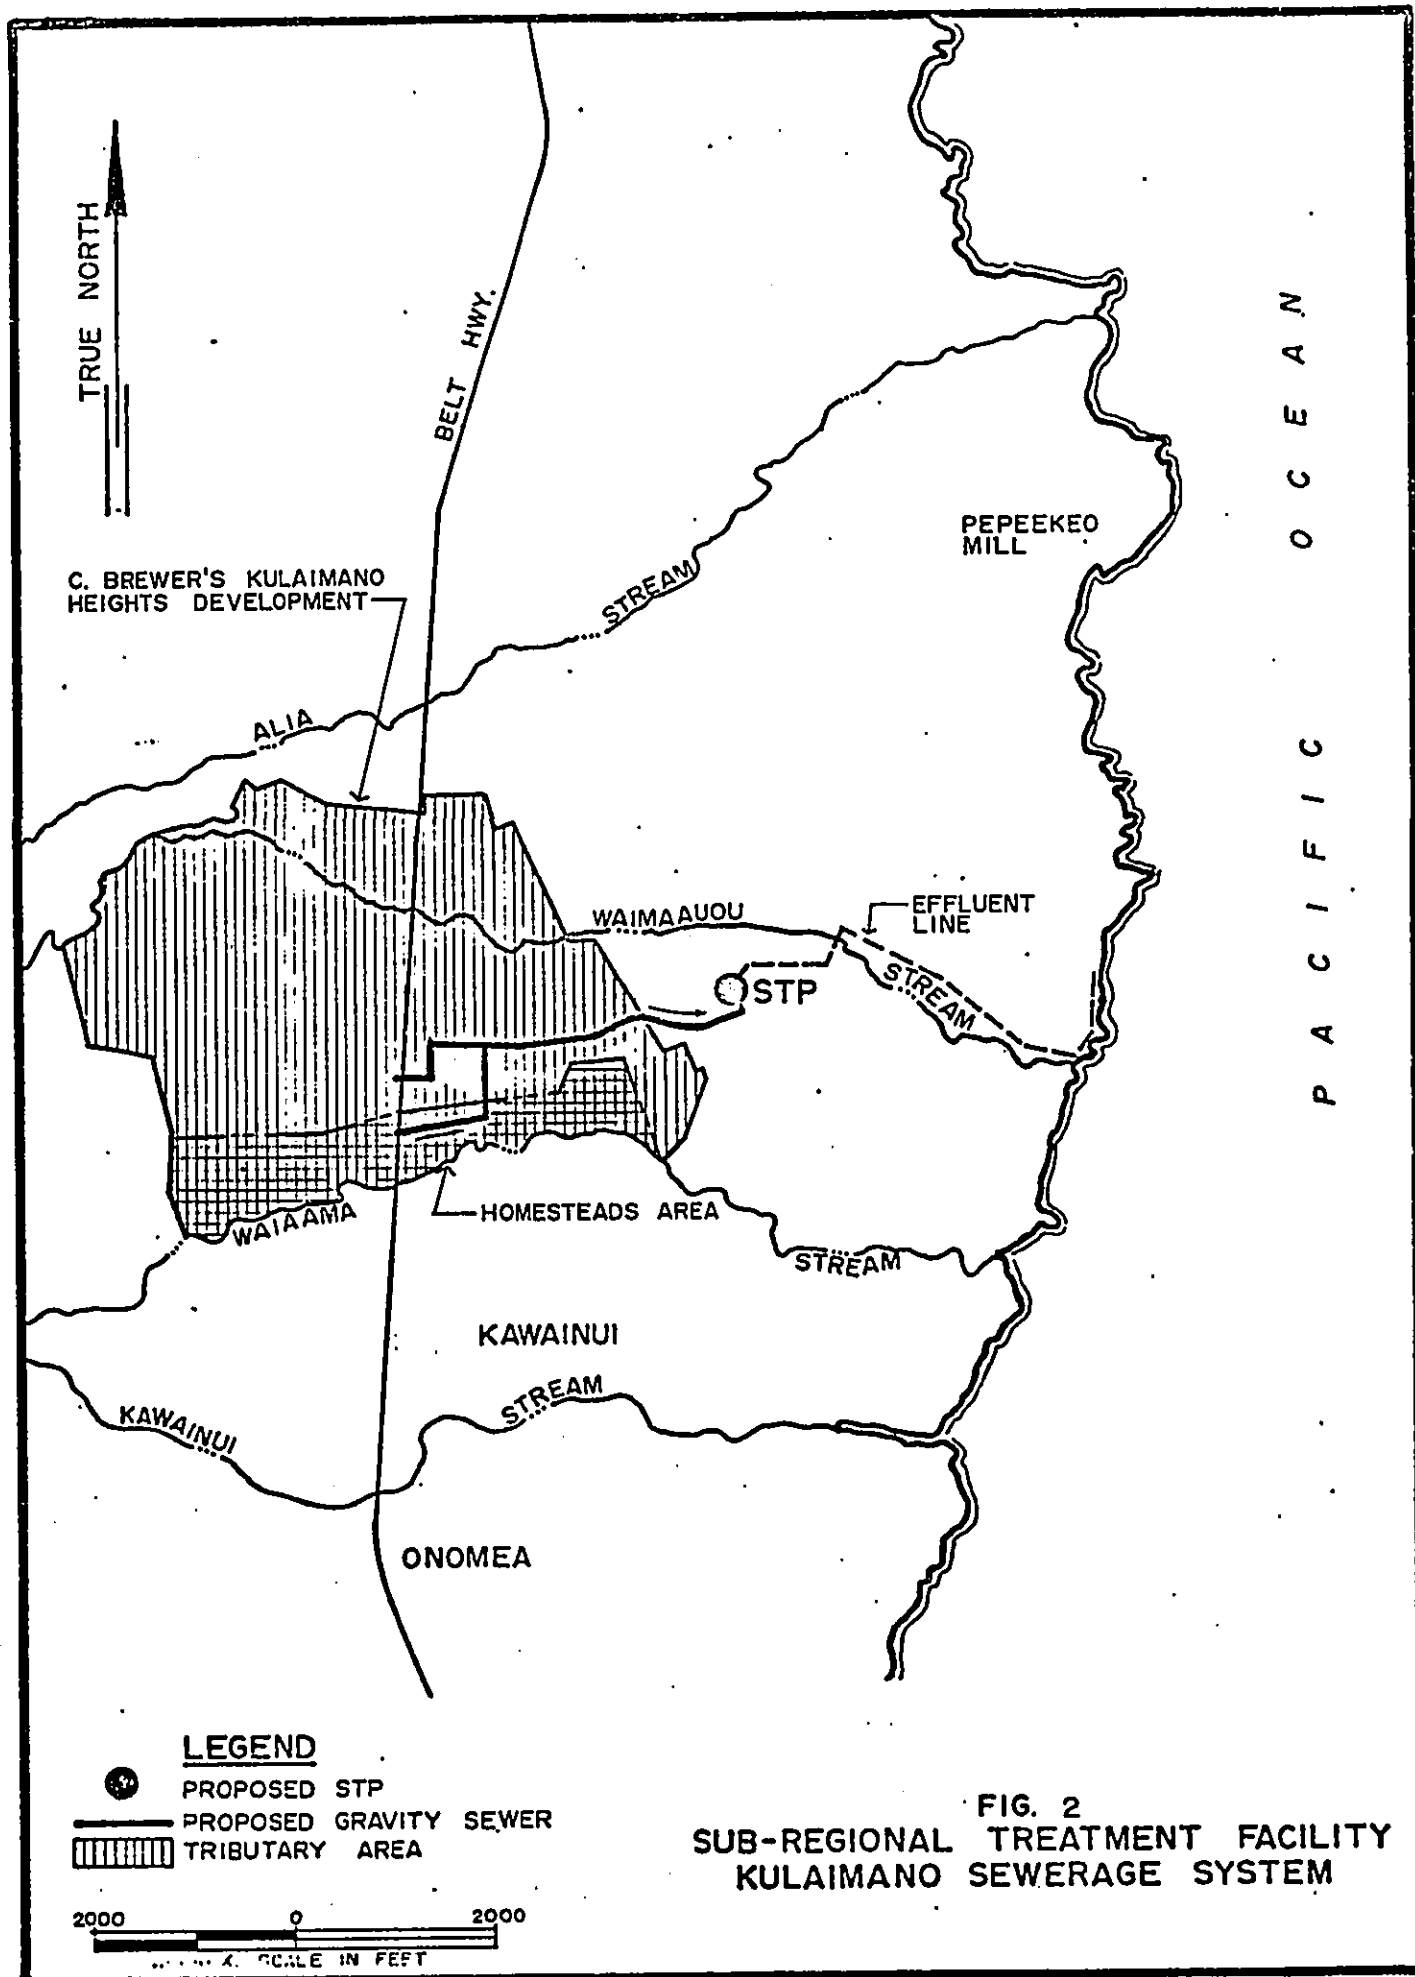 TRUE NORTH
BELT HWY.
C. BREWER'S KULAIMANO
HEIGHTS DEVELOPMENT
ALIA
STREAM
PEPEEKEO
MILL
PACIFIC OCEAN
WAIMAAUOU
STREAM
EFFLUENT
LINE
STP
HOMESTEADS AREA
WAIAAMA
STREAM
KAWAINUI
KAWAINUI
STREAM
ONOMEA
LEGEND
PROPOSED STP
PROPOSED GRAVITY SEWER
TRIBUTARY AREA
2000 0 2000
SCALE IN FEET
FIG. 2
SUB-REGIONAL TREATMENT FACILITY
KULAIMANO SEWERAGE SYSTEM